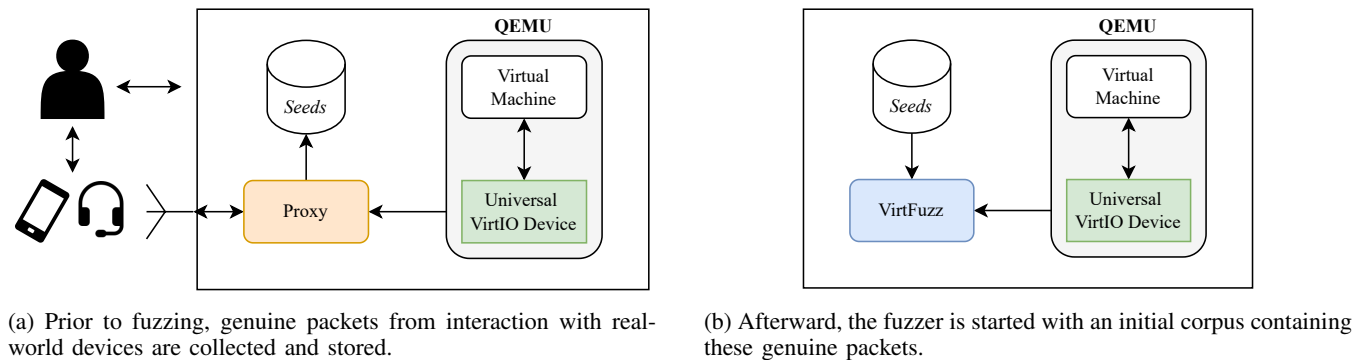 QEMU
Virtual
Machine
Seeds
Proxy
Universal
VirtIO Device
(a) Prior to fuzzing, genuine packets from interaction with real-
world devices are collected and stored.
QEMU
Virtual
Machine
Seeds
VirtFuzz
Universal
VirtIO Device
(b) Afterward, the fuzzer is started with an initial corpus containing
these genuine packets.